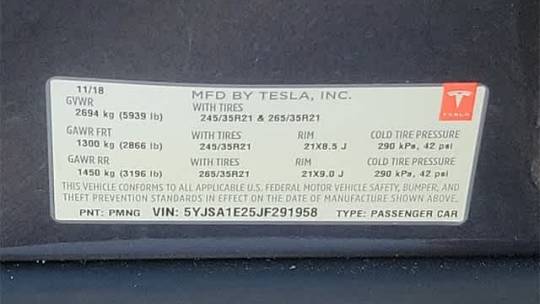 11/18 MFD BY TESLA, INC.
GVWR WITH TIRES
2694 kg (5939 lb) 245/35R21 & 265/35R21
TESLA
GAWR FRT WITH TIRES RIM COLD TIRE PRESSURE
1300 kg (2866 lb) 245/35R21 21X8.5 J 290 kPa, 42 psi
GAWR RR WITH TIRES RIM COLD TIRE PRESSURE
1450 kg (3196 lb) 265/35R21 21X9.0 J 290 kPa, 42 psi
THIS VEHICLE CONFORMS TO ALL APPLICABLE U.S. FEDERAL MOTOR VEHICLE SAFETY, BUMPER, AND
THEFT PREVENTION STANDARDS IN EFFECT ON THE DATE OF MANUFACTURE SHOWN ABOVE.
PNT: PMNG VIN: 5YJSA1E25JF291958 TYPE: PASSENGER CAR